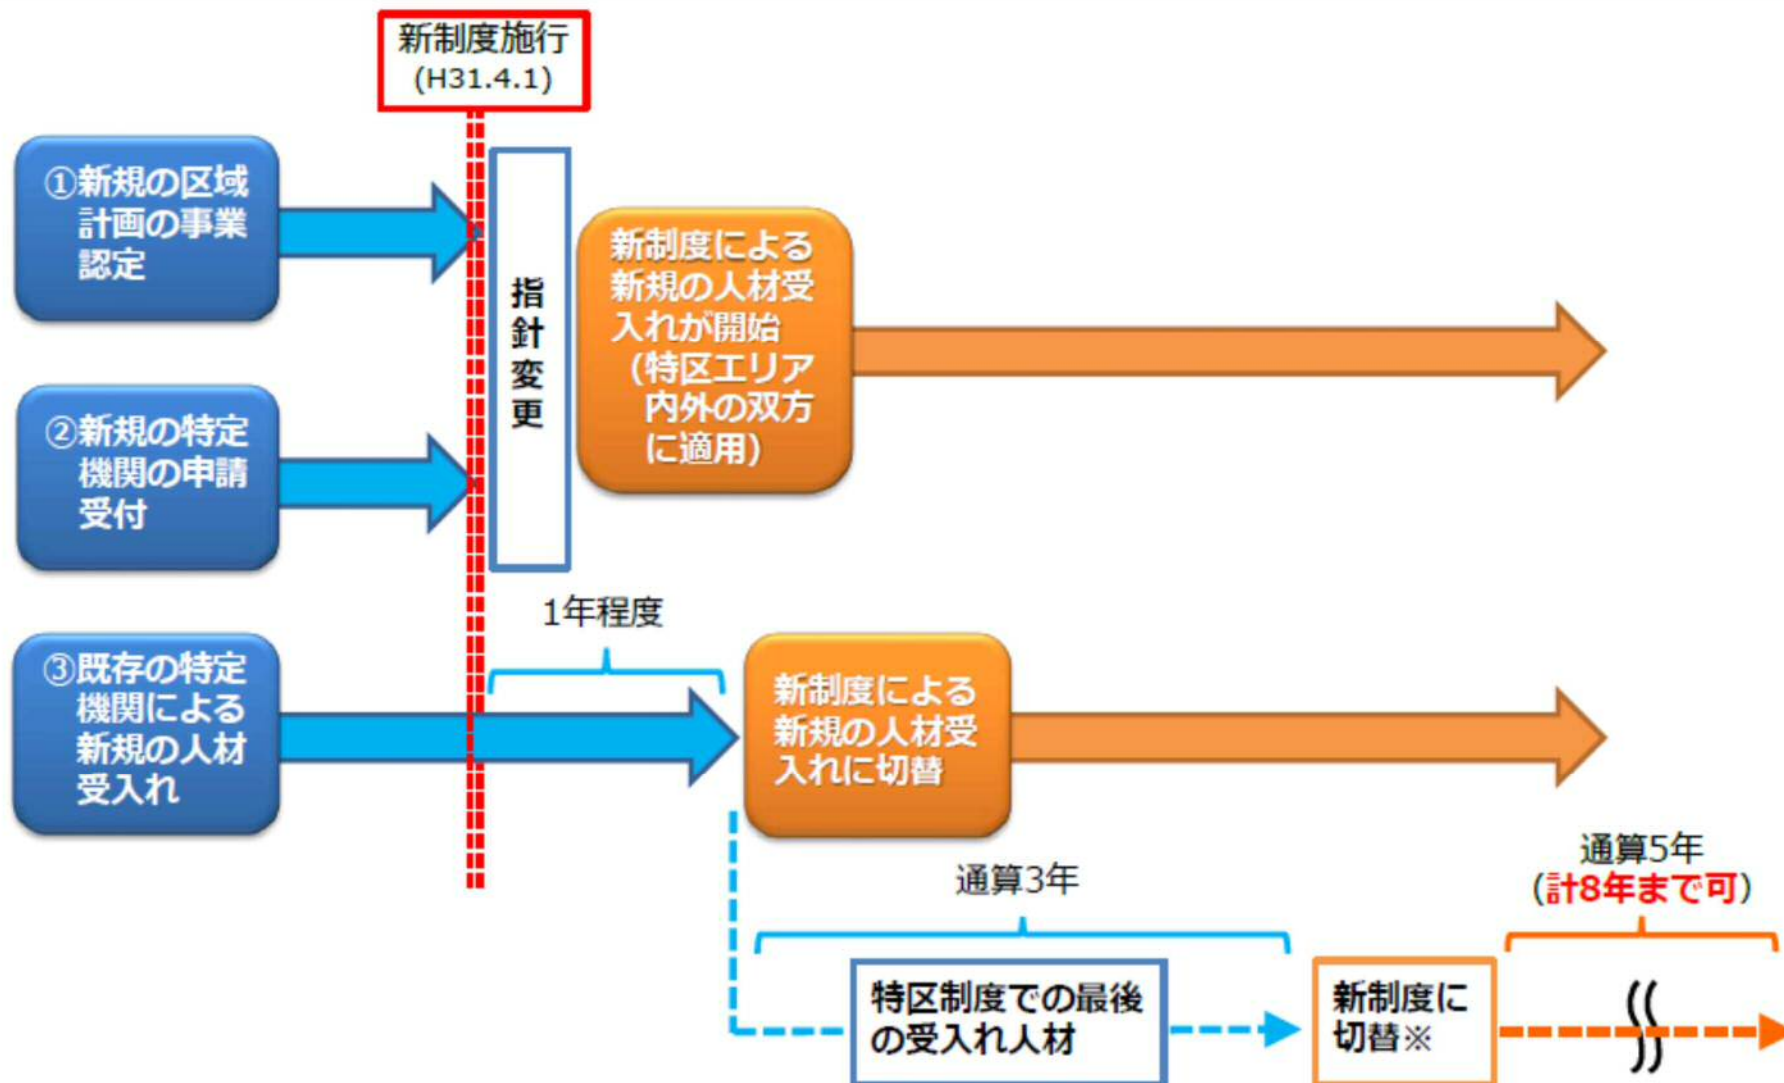 新制度施行
(H31.4.1)
①新規の区域
計画の事業
認定
指針変更
新制度による
新規の人材受
入れが開始
（特区エリア
内外の双方
に適用）
②新規の特定
機関の申請
受付
1年程度
③既存の特定
機関による
新規の人材
受入れ
新制度による
新規の人材受
入れに切替
通算3年
通算5年
（計8年まで可）
特区制度での最後
の受入れ人材
新制度に
切替※